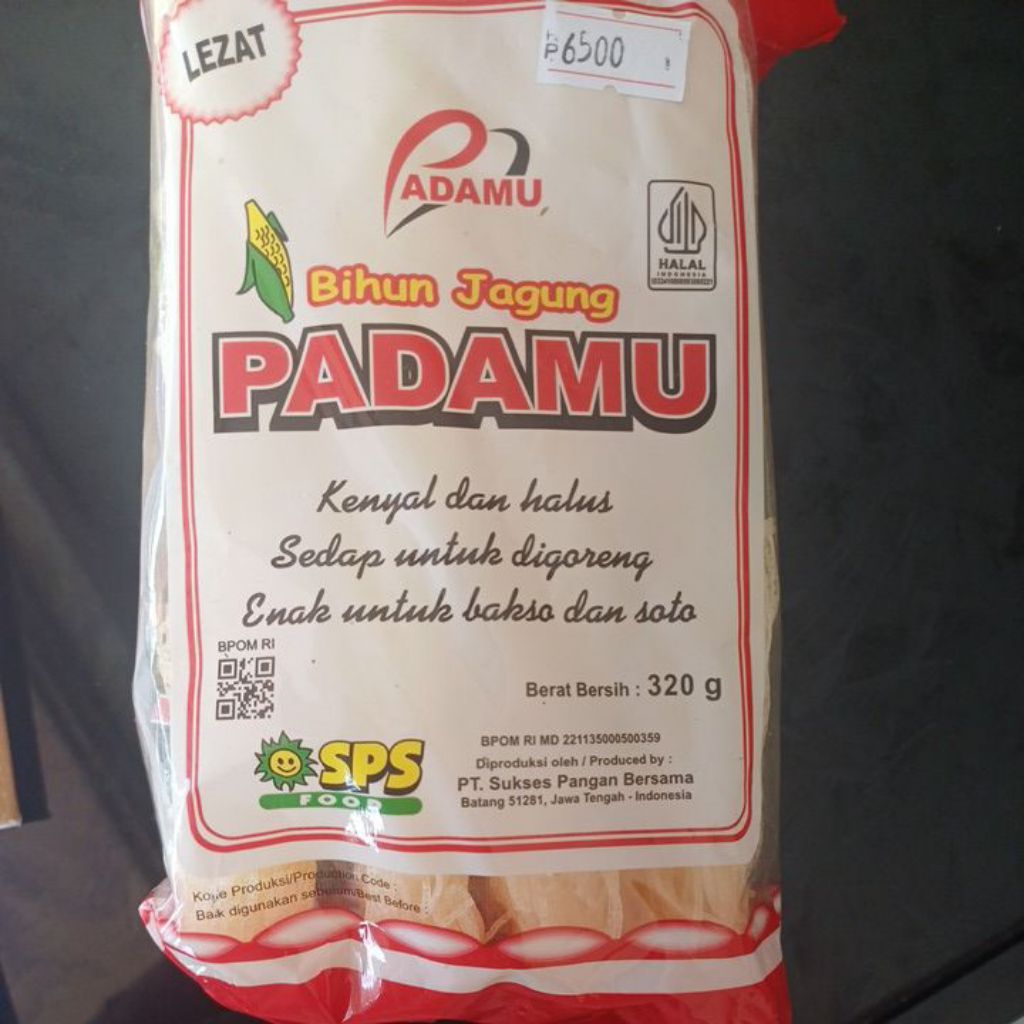 LEZAT
RP 6500
PADAMU
HALAL
INDONESIA
Bihun Jagung
PADAMU
Kenyal dan halus
Sedap untuk digoreng
Enak untuk bakso dan soto
BPOM RI
Berat Bersih : 320 g
SPS
FOOD
BPOM RI MD 221135000500359
Diproduksi oleh / Produced by :
PT. Sukses Pangan Bersama
Batang 51281, Jawa Tengah - Indonesia
Kode Produksi/Production Code :
Baik digunakan sebelum/Best Before :